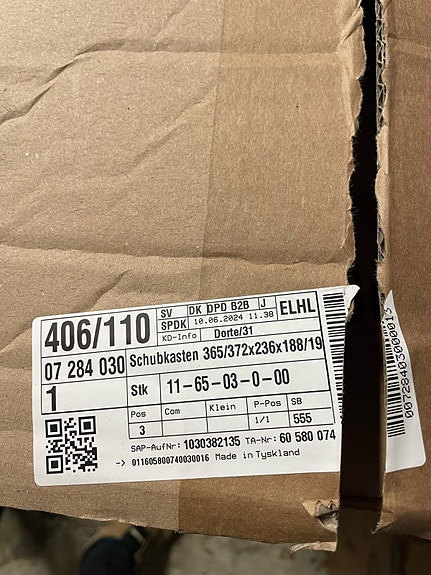 406/110 SV DK DPD B2B J ELHL
SPDK 10.06.2024 11.38
KD-Info Dorte/31
07 284 030 Schubkasten 365/372x236x188/19
1 Stk 11-65-03-0-00
Pos Com Klein P-Pos SB
3 1/1 555
SAP-AufNr: 1030382135 TA-Nr: 60 580 074
-> 011605800740030016 Made in Tyskland
00728403000013